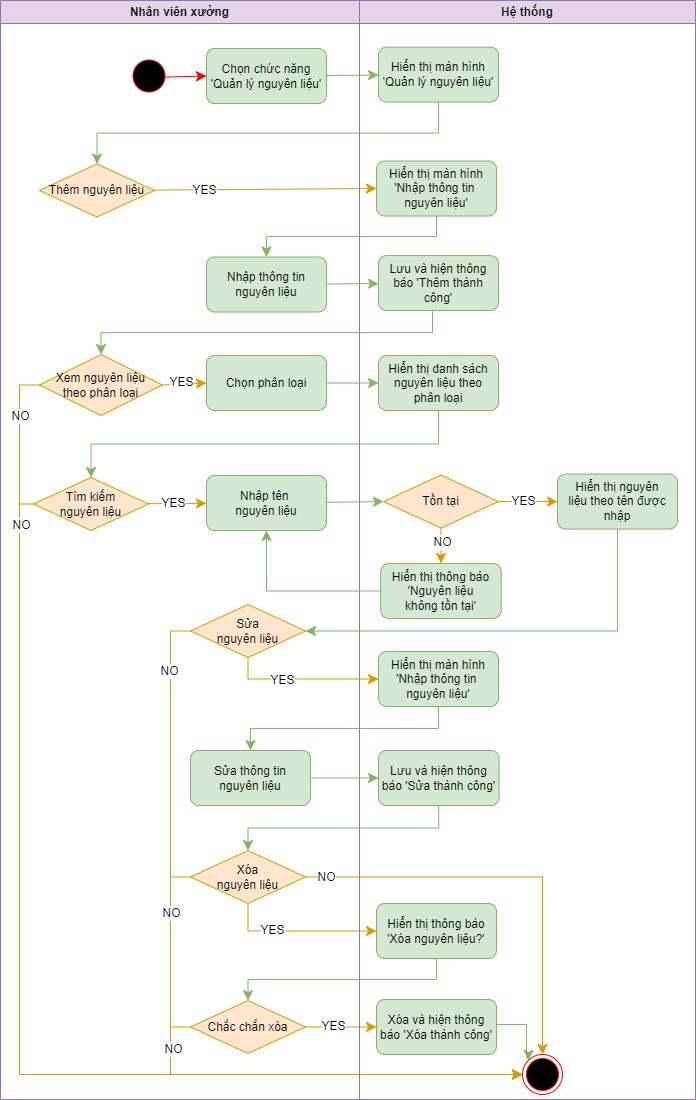 Nhân viên xưởng
Hệ thống
Chọn chức năng
'Quản lý nguyên liệu'
Hiển thị màn hình
'Quản lý nguyên liệu'
Thêm nguyên liệu
YES
Hiển thị màn hình
'Nhập thông tin
nguyên liệu'
Nhập thông tin
nguyên liệu
Lưu và hiện thông
báo 'Thêm thành
công'
Xem nguyên liệu
theo phân loại
YES
Chọn phân loại
Hiển thị danh sách
nguyên liệu theo
phân loại
NO
Tìm kiếm
nguyên liệu
YES
Nhập tên
nguyên liệu
Tồn tại
YES
Hiển thị nguyên
liệu theo tên được
nhập
NO
NO
Hiển thị thông báo
'Nguyên liệu
không tồn tại'
Sửa
nguyên liệu
NO
YES
Hiển thị màn hình
'Nhập thông tin
nguyên liệu'
Sửa thông tin
nguyên liệu
Lưu và hiện thông
báo 'Sửa thành công'
Xóa
nguyên liệu
NO
NO
YES
Hiển thị thông báo
'Xóa nguyên liệu?'
Chắc chắn xóa
YES
Xóa và hiện thông
báo 'Xóa thành công'
NO